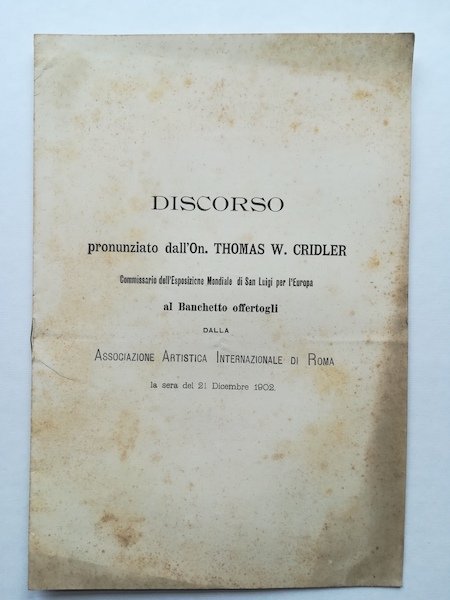 DISCORSO
pronunziato dall'On. THOMAS W. CRIDLER
Commissario dell'Esposizione Mondiale di San Luigi per l'Europa
al Banchetto offertogli
DALLA
ASSOCIAZIONE ARTISTICA INTERNAZIONALE DI ROMA
la sera del 21 Dicembre 1902.